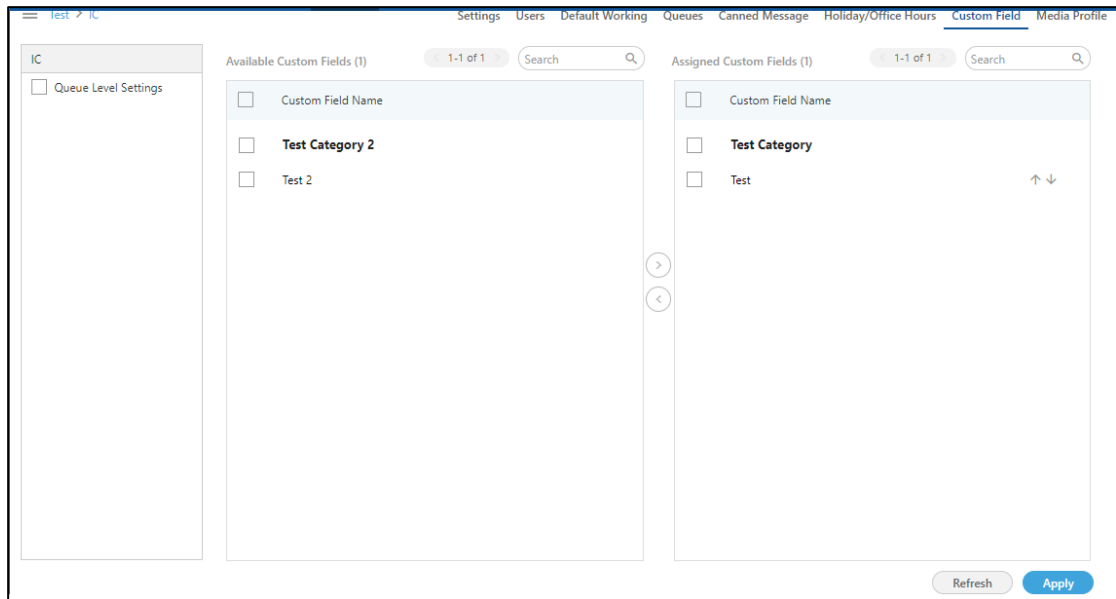 Test > IC
Settings Users Default Working Queues Canned Message Holiday/Office Hours Custom Field Media Profile
IC
Queue Level Settings
Available Custom Fields (1) < 1-1 of 1 > Search
Custom Field Name
Test Category 2
Test 2
> 
<
Assigned Custom Fields (1) < 1-1 of 1 > Search
Custom Field Name
Test Category
Test ↑ ↓
Refresh Apply